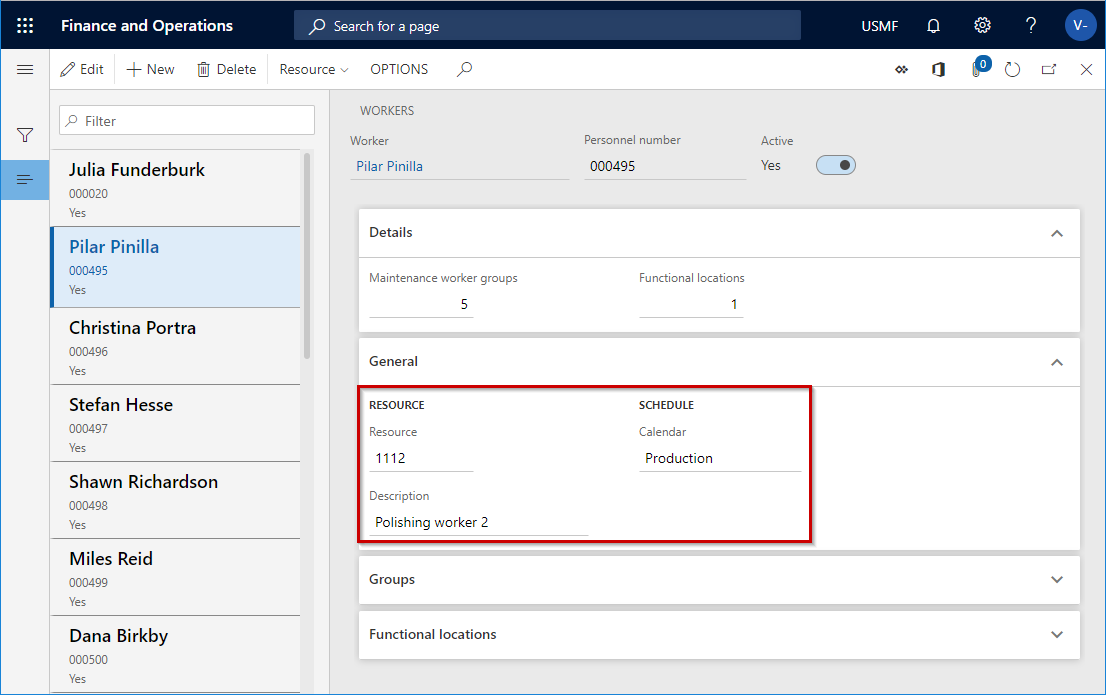 Finance and Operations
Search for a page
USMF
?
V-
Edit
New
Delete
Resource
OPTIONS
0
Filter
Julia Funderburk
000020
Yes
Pilar Pinilla
000495
Yes
Christina Portra
000496
Yes
Stefan Hesse
000497
Yes
Shawn Richardson
000498
Yes
Miles Reid
000499
Yes
Dana Birkby
000500
Yes
WORKERS
Worker
Personnel number
Active
Pilar Pinilla
000495
Yes
Details
Maintenance worker groups
Functional locations
5
1
General
RESOURCE
SCHEDULE
Resource
Calendar
1112
Production
Description
Polishing worker 2
Groups
Functional locations